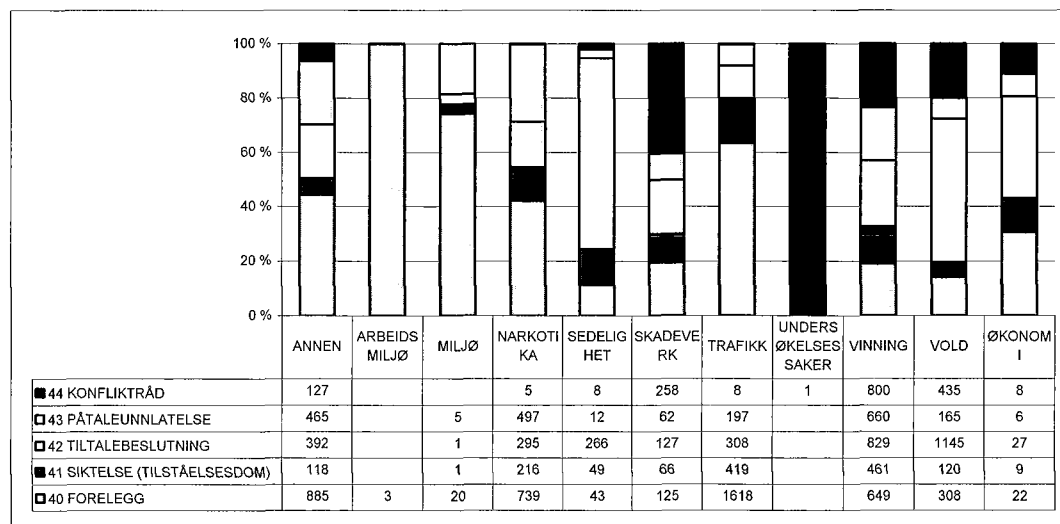 100 %
80 %
60 %
40 %
20 %
0 %
ANNEN ARBEIDS MILJØ MILJØ NARKOTI KA SEDELIG HET SKADEVE RK TRAFIKK UNDERS ØKELSES SAKER VINNING VOLD ØKONOM I
44 KONFLIKTRÅD 127 5 8 258 8 1 800 435 8
43 PÅTALEUNNLATELSE 465 5 497 12 62 197 660 165 6
42 TILTALEBESLUTNING 392 1 295 266 127 308 829 1145 27
41 SIKTELSE (TILSTÅELSESDOM) 118 1 216 49 66 419 461 120 9
40 FORELEGG 885 3 20 739 43 125 1618 649 308 22